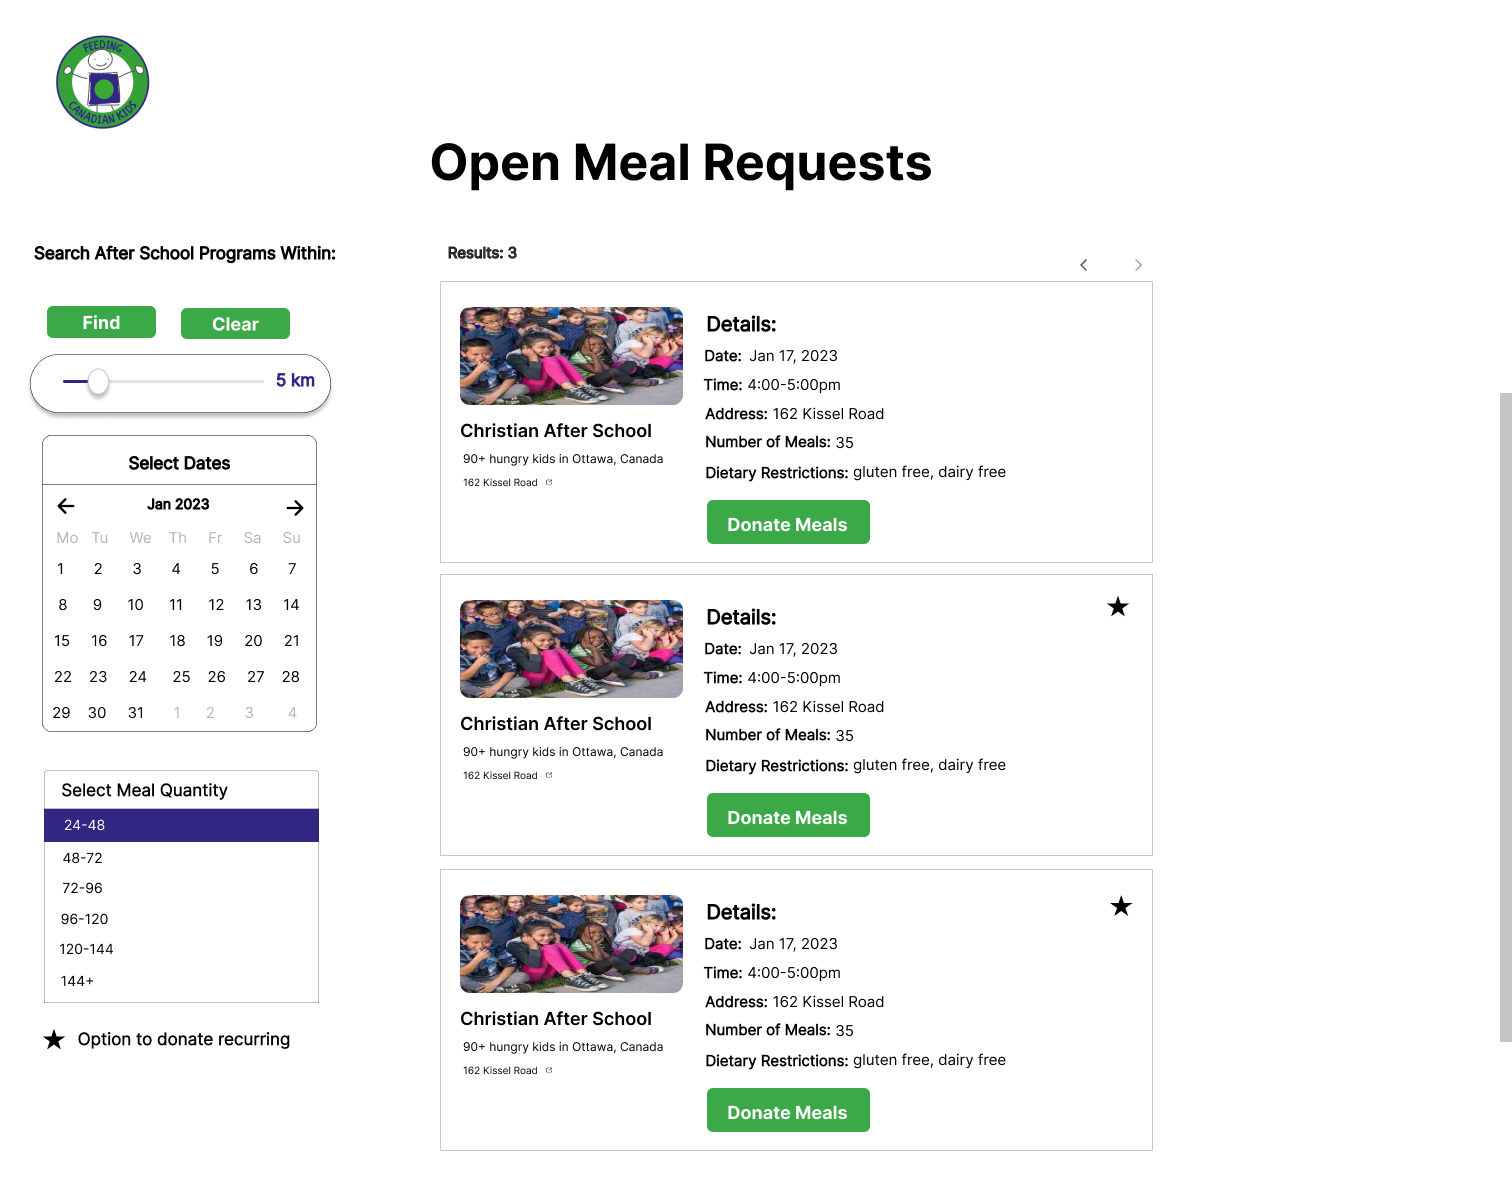 FEEDING
CANADIAN KIDS
Open Meal Requests
Search After School Programs Within:
Find
Clear
5 km
Select Dates
Jan 2023
Mo Tu We Th Fr Sa Su
1 2 3 4 5 6 7
8 9 10 11 12 13 14
15 16 17 18 19 20 21
22 23 24 25 26 27 28
29 30 31 1 2 3 4
Select Meal Quantity
24-48
48-72
72-96
96-120
120-144
144+
★ Option to donate recurring
Results: 3
Christian After School
90+ hungry kids in Ottawa, Canada
162 Kissel Road
Details:
Date: Jan 17, 2023
Time: 4:00-5:00pm
Address: 162 Kissel Road
Number of Meals: 35
Dietary Restrictions: gluten free, dairy free
Donate Meals
Christian After School
90+ hungry kids in Ottawa, Canada
162 Kissel Road
Details:
Date: Jan 17, 2023
Time: 4:00-5:00pm
Address: 162 Kissel Road
Number of Meals: 35
Dietary Restrictions: gluten free, dairy free
Donate Meals
Christian After School
90+ hungry kids in Ottawa, Canada
162 Kissel Road
Details:
Date: Jan 17, 2023
Time: 4:00-5:00pm
Address: 162 Kissel Road
Number of Meals: 35
Dietary Restrictions: gluten free, dairy free
Donate Meals